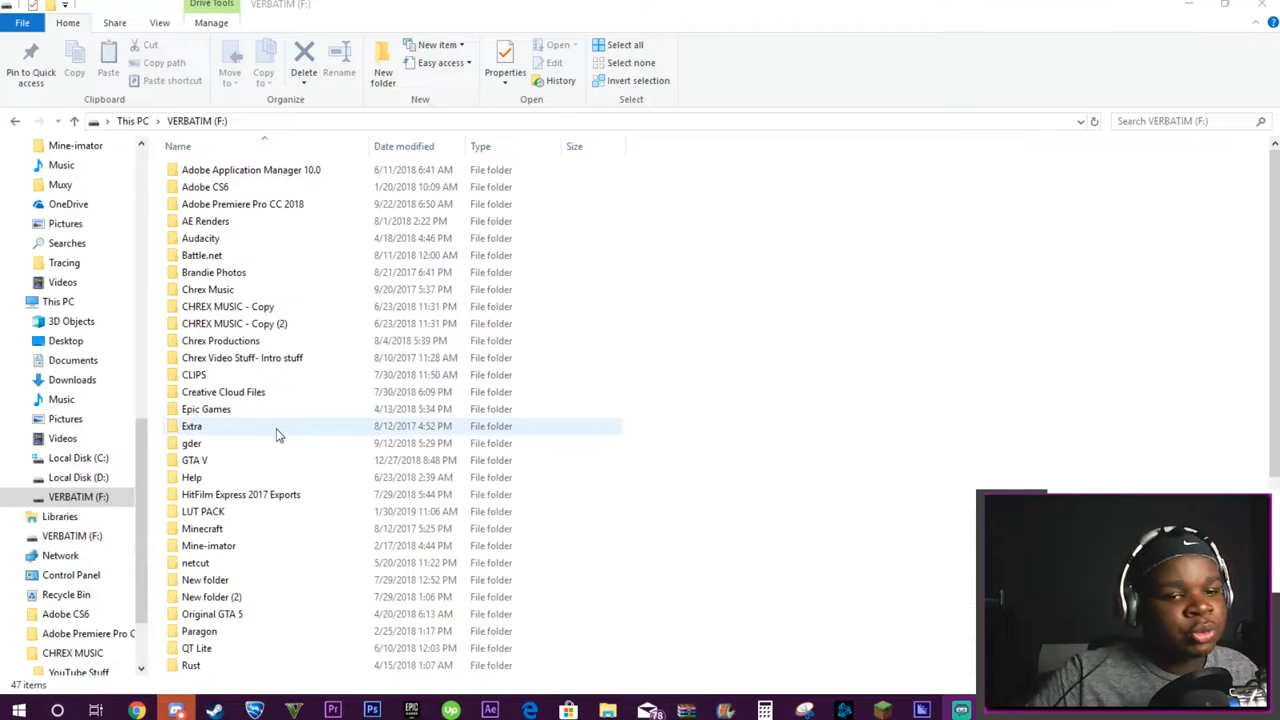 Drive Tools VERBATIM (F:)
File Home Share View Manage
Pin to Quick access
Copy
Paste
Cut
Copy path
Paste shortcut
Clipboard
Move to
Copy to
Delete
Rename
Organize
New folder
New item
Easy access
New
Properties
Open
Edit
History
Open
Select all
Select none
Invert selection
Select
This PC VERBATIM (F:) Search VERBATIM (F:)
Mine-imator
Music
Muxy
OneDrive
Pictures
Searches
Tracing
Videos
This PC
3D Objects
Desktop
Documents
Downloads
Music
Pictures
Videos
Local Disk (C:)
Local Disk (D:)
VERBATIM (F:)
Libraries
VERBATIM (F:)
Network
Control Panel
Recycle Bin
Adobe CS6
Adobe Premiere Pro C
CHREX MUSIC
YouTube Stuff
Name Date modified Type Size
Adobe Application Manager 10.0 6/11/2018 6:41 AM File folder
Adobe CS6 1/20/2018 10:09 AM File folder
Adobe Premiere Pro CC 2018 9/22/2018 6:50 AM File folder
AE Renders 8/1/2018 2:22 PM File folder
Audacity 4/18/2018 4:46 PM File folder
Battle.net 8/11/2018 12:00 AM File folder
Brandie Photos 8/21/2017 6:41 PM File folder
Chrex Music 9/20/2017 5:37 PM File folder
CHREX MUSIC - Copy 6/23/2018 11:31 PM File folder
CHREX MUSIC - Copy (2) 6/23/2018 11:31 PM File folder
Chrex Productions 8/4/2018 5:39 PM File folder
Chrex Video Stuff- Intro stuff 8/10/2017 11:28 AM File folder
CLIPS 7/30/2018 11:50 AM File folder
Creative Cloud Files 7/30/2018 6:09 PM File folder
Epic Games 4/13/2018 5:34 PM File folder
Extra 8/12/2017 4:52 PM File folder
gder 9/12/2018 5:29 PM File folder
GTA V 12/27/2018 8:48 PM File folder
Help 6/23/2018 2:39 AM File folder
HitFilm Express 2017 Exports 7/29/2018 5:44 PM File folder
LUT PACK 1/30/2019 11:06 AM File folder
Minecraft 8/12/2017 5:25 PM File folder
Mine-imator 2/17/2018 4:44 PM File folder
netcut 5/20/2018 11:22 PM File folder
New folder 7/29/2018 12:52 PM File folder
New folder (2) 7/29/2018 1:06 PM File folder
Original GTA 5 4/20/2018 6:13 AM File folder
Paragon 2/25/2018 1:17 PM File folder
QT Lite 6/10/2018 12:03 PM File folder
Rust 4/15/2018 1:07 AM File folder
47 items
Pr Ps EPIC GAMES Up Ae 78